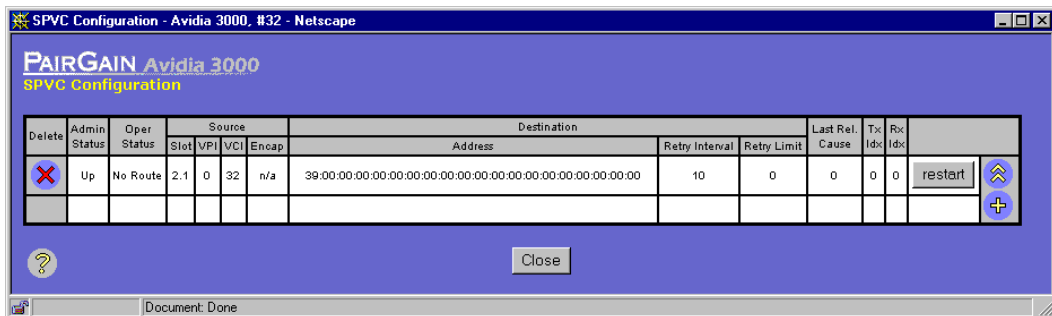 SPVC Configuration - Avidia 3000, #32 - Netscape
PAIRGAIN Avidia 3000
SPVC Configuration
Delete Admin Status Oper Status Source Destination Last Rel. Cause Tx Idx Rx Idx
Slot VPI VCI Encap Address Retry Interval Retry Limit
Up No Route 2.1 0 32 n/a 39:00:00:00:00:00:00:00:00:00:00:00:00:00:00:00:00:00:00:00 10 0 0 0 0 restart
Close
Document: Done